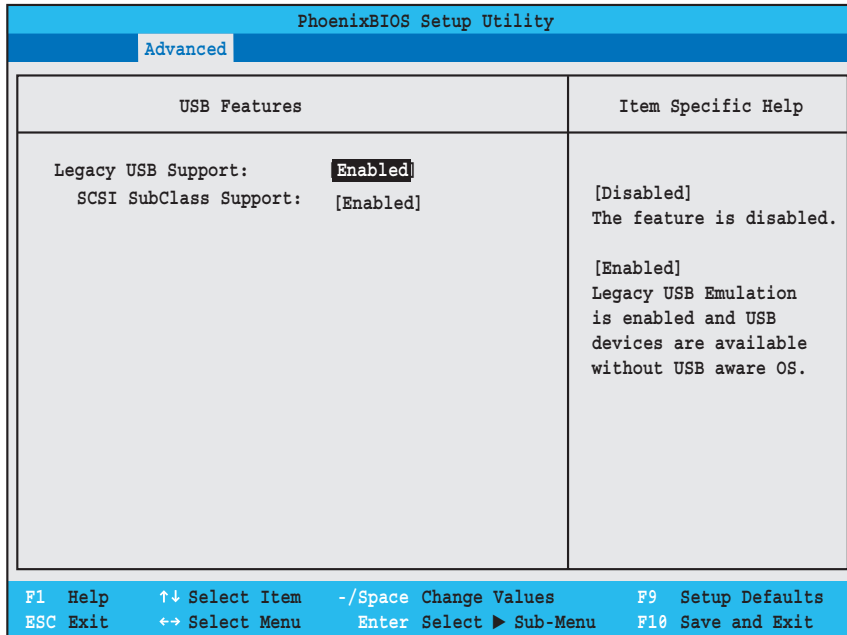 PhoenixBIOS Setup Utility
Advanced
USB Features
Item Specific Help
Legacy USB Support: [Enabled]
SCSI SubClass Support: [Enabled]
[Disabled]
The feature is disabled.
[Enabled]
Legacy USB Emulation
is enabled and USB
devices are available
without USB aware OS.
F1 Help ↑↓ Select Item -/Space Change Values F9 Setup Defaults
ESC Exit ←→ Select Menu Enter Select ▶ Sub-Menu F10 Save and Exit